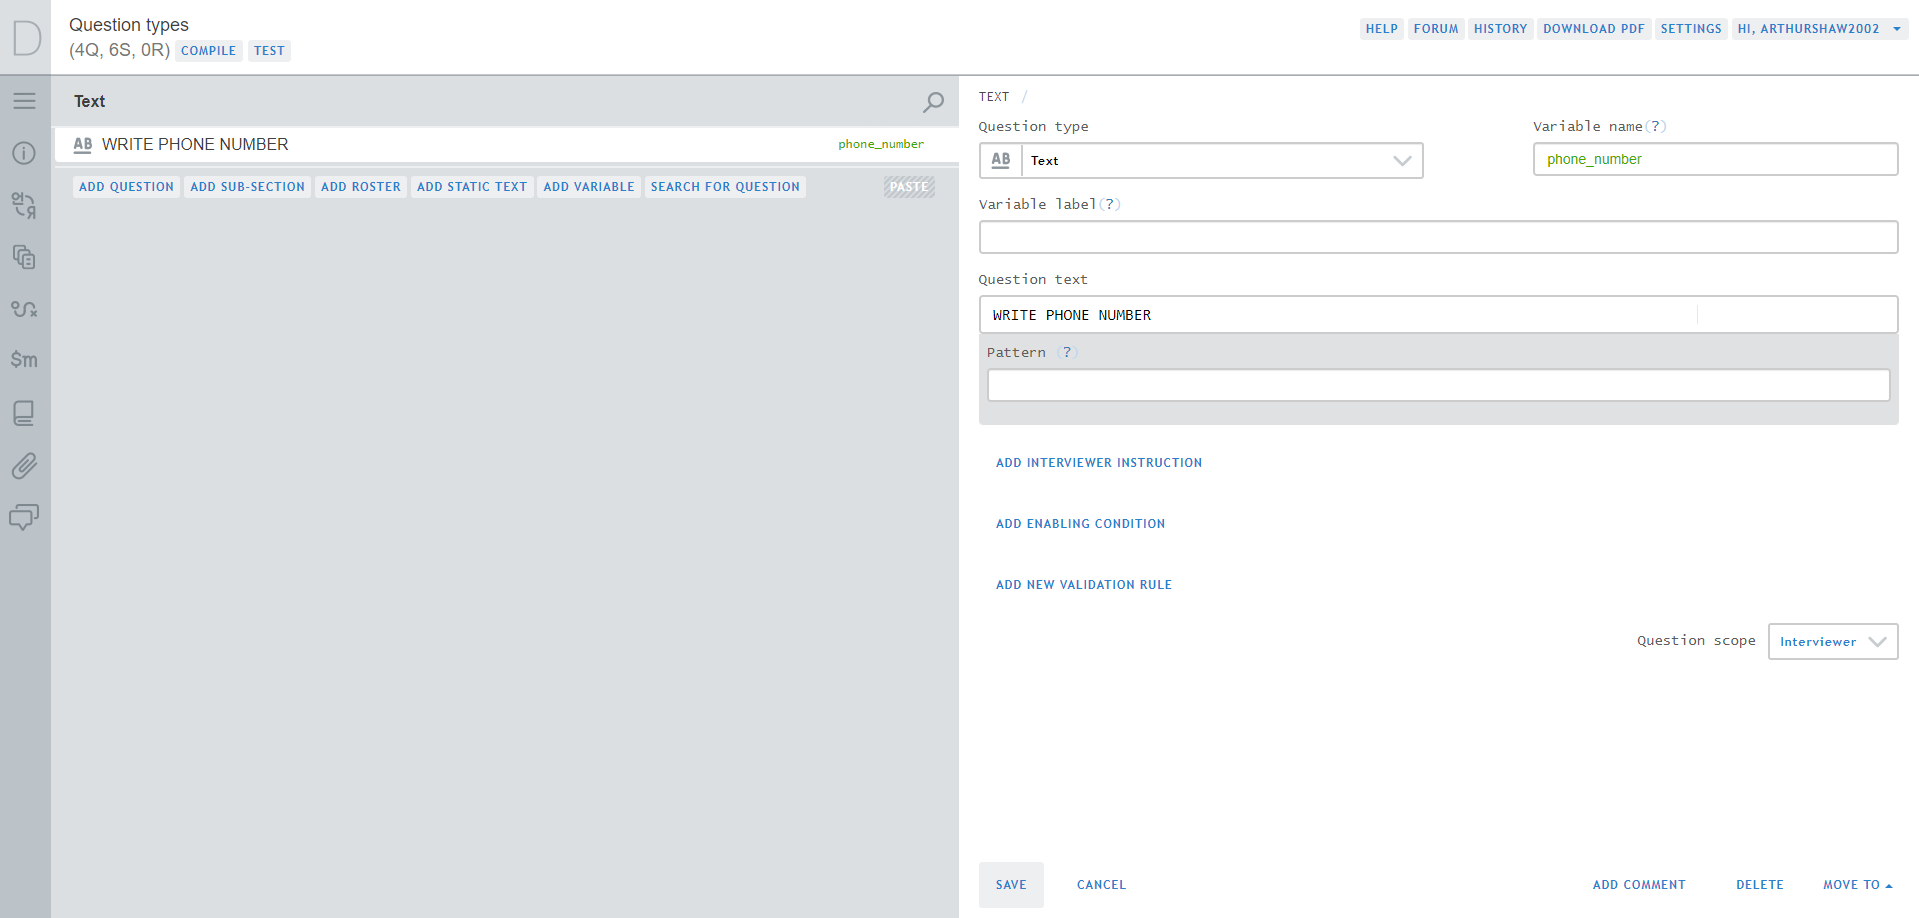 D
Question types
(4Q, 6S, 0R) COMPILE TEST
HELP FORUM HISTORY DOWNLOAD PDF SETTINGS HI, ARTHURSHAW2002
Text
AB WRITE PHONE NUMBER phone_number
ADD QUESTION ADD SUB-SECTION ADD ROSTER ADD STATIC TEXT ADD VARIABLE SEARCH FOR QUESTION PASTE
$m
TEXT /
Question type Variable name(?)
AB Text phone_number
Variable label(?)
Question text
WRITE PHONE NUMBER
Pattern (?)
ADD INTERVIEWER INSTRUCTION
ADD ENABLING CONDITION
ADD NEW VALIDATION RULE
Question scope Interviewer
SAVE CANCEL ADD COMMENT DELETE MOVE TO